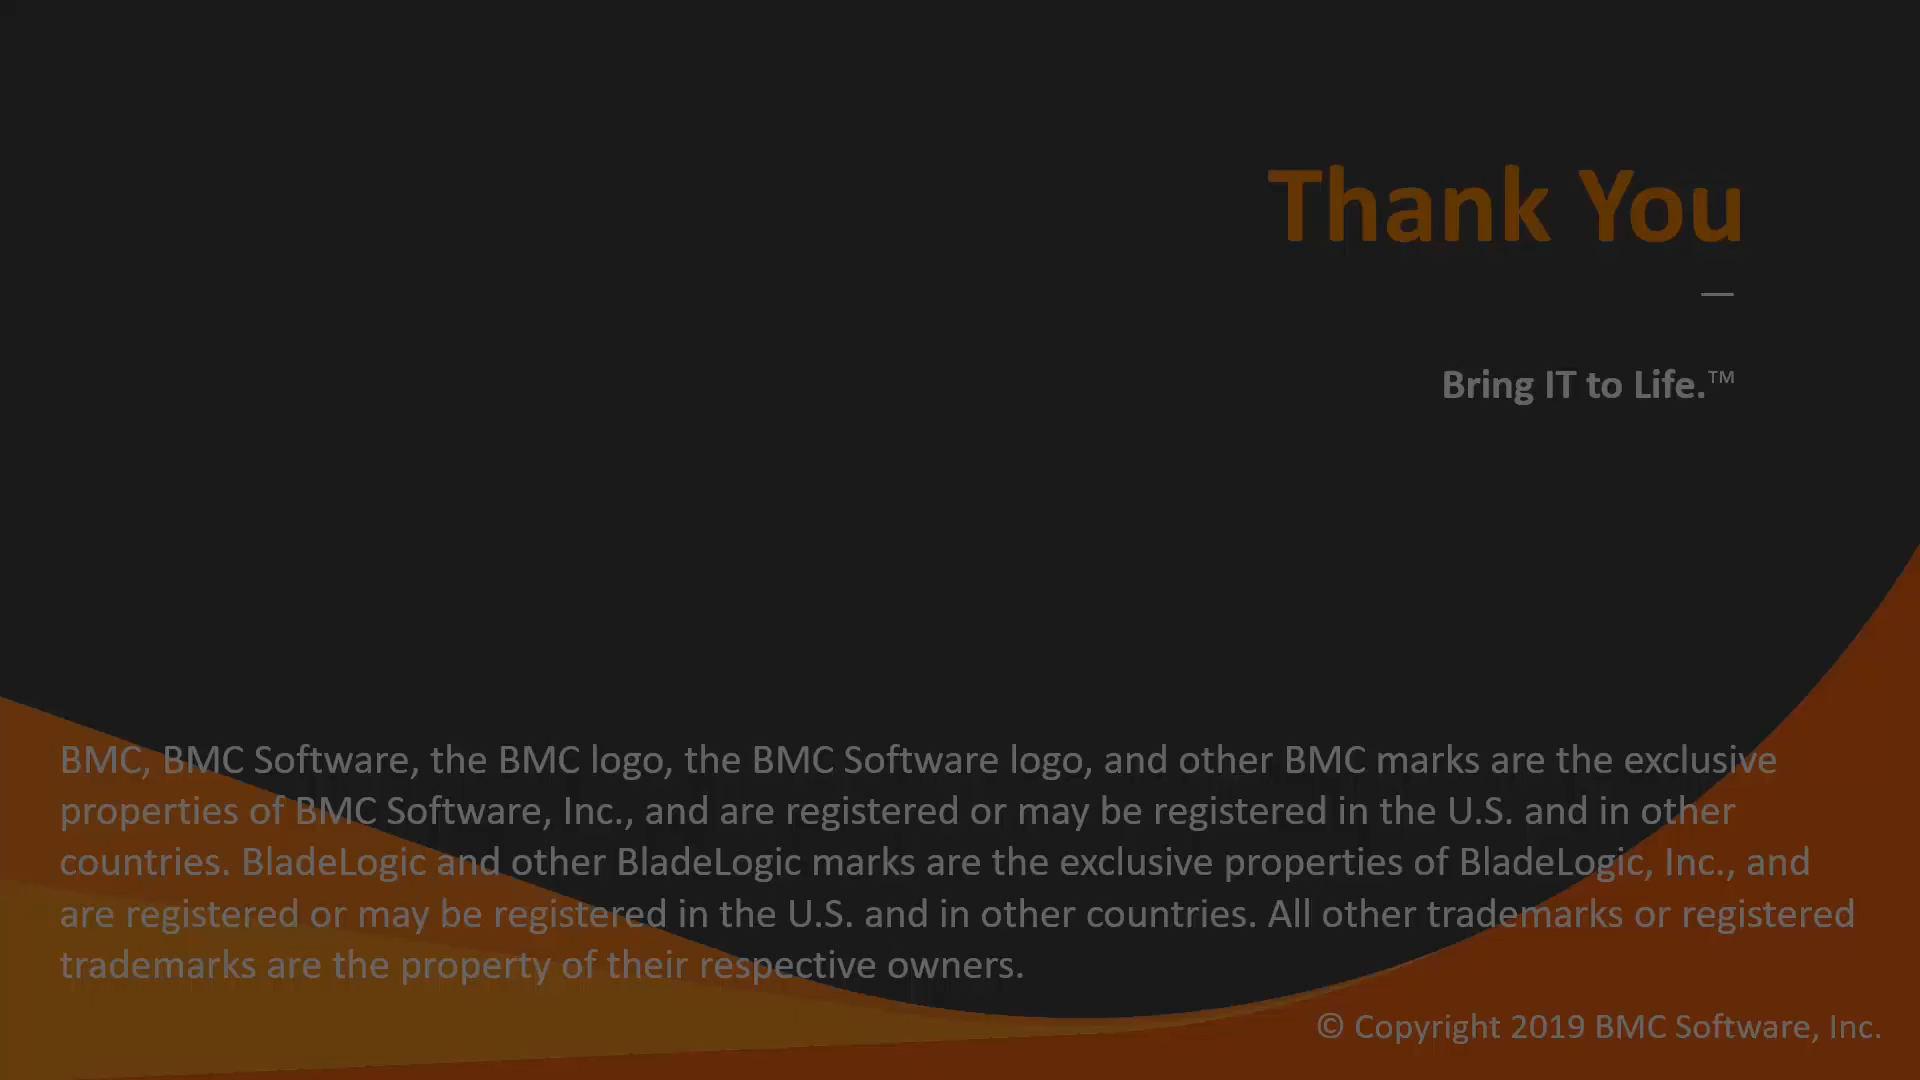 Thank You
—
Bring IT to Life.™
BMC, BMC Software, the BMC logo, the BMC Software logo, and other BMC marks are the exclusive
properties of BMC Software, Inc., and are registered or may be registered in the U.S. and in other
countries. BladeLogic and other BladeLogic marks are the exclusive properties of BladeLogic, Inc., and
are registered or may be registered in the U.S. and in other countries. All other trademarks or registered
trademarks are the property of their respective owners.
© Copyright 2019 BMC Software, Inc.